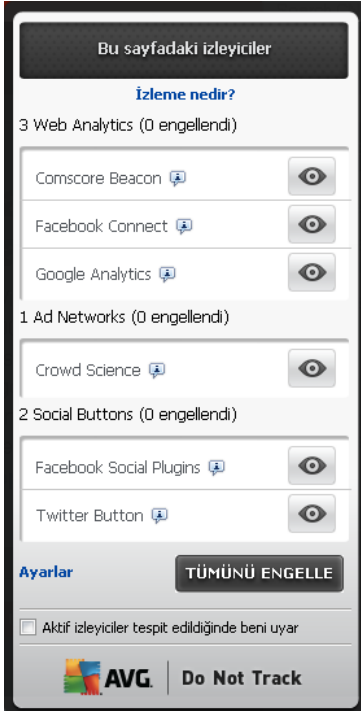 Bu sayfadaki izleyiciler
İzleme nedir?
3 Web Analytics (0 engellendi)
Comscore Beacon
Facebook Connect
Google Analytics
1 Ad Networks (0 engellendi)
Crowd Science
2 Social Buttons (0 engellendi)
Facebook Social Plugins
Twitter Button
Ayarlar TÜMÜNÜ ENGELLE
Aktif izleyiciler tespit edildiğinde beni uyar
AVG. Do Not Track